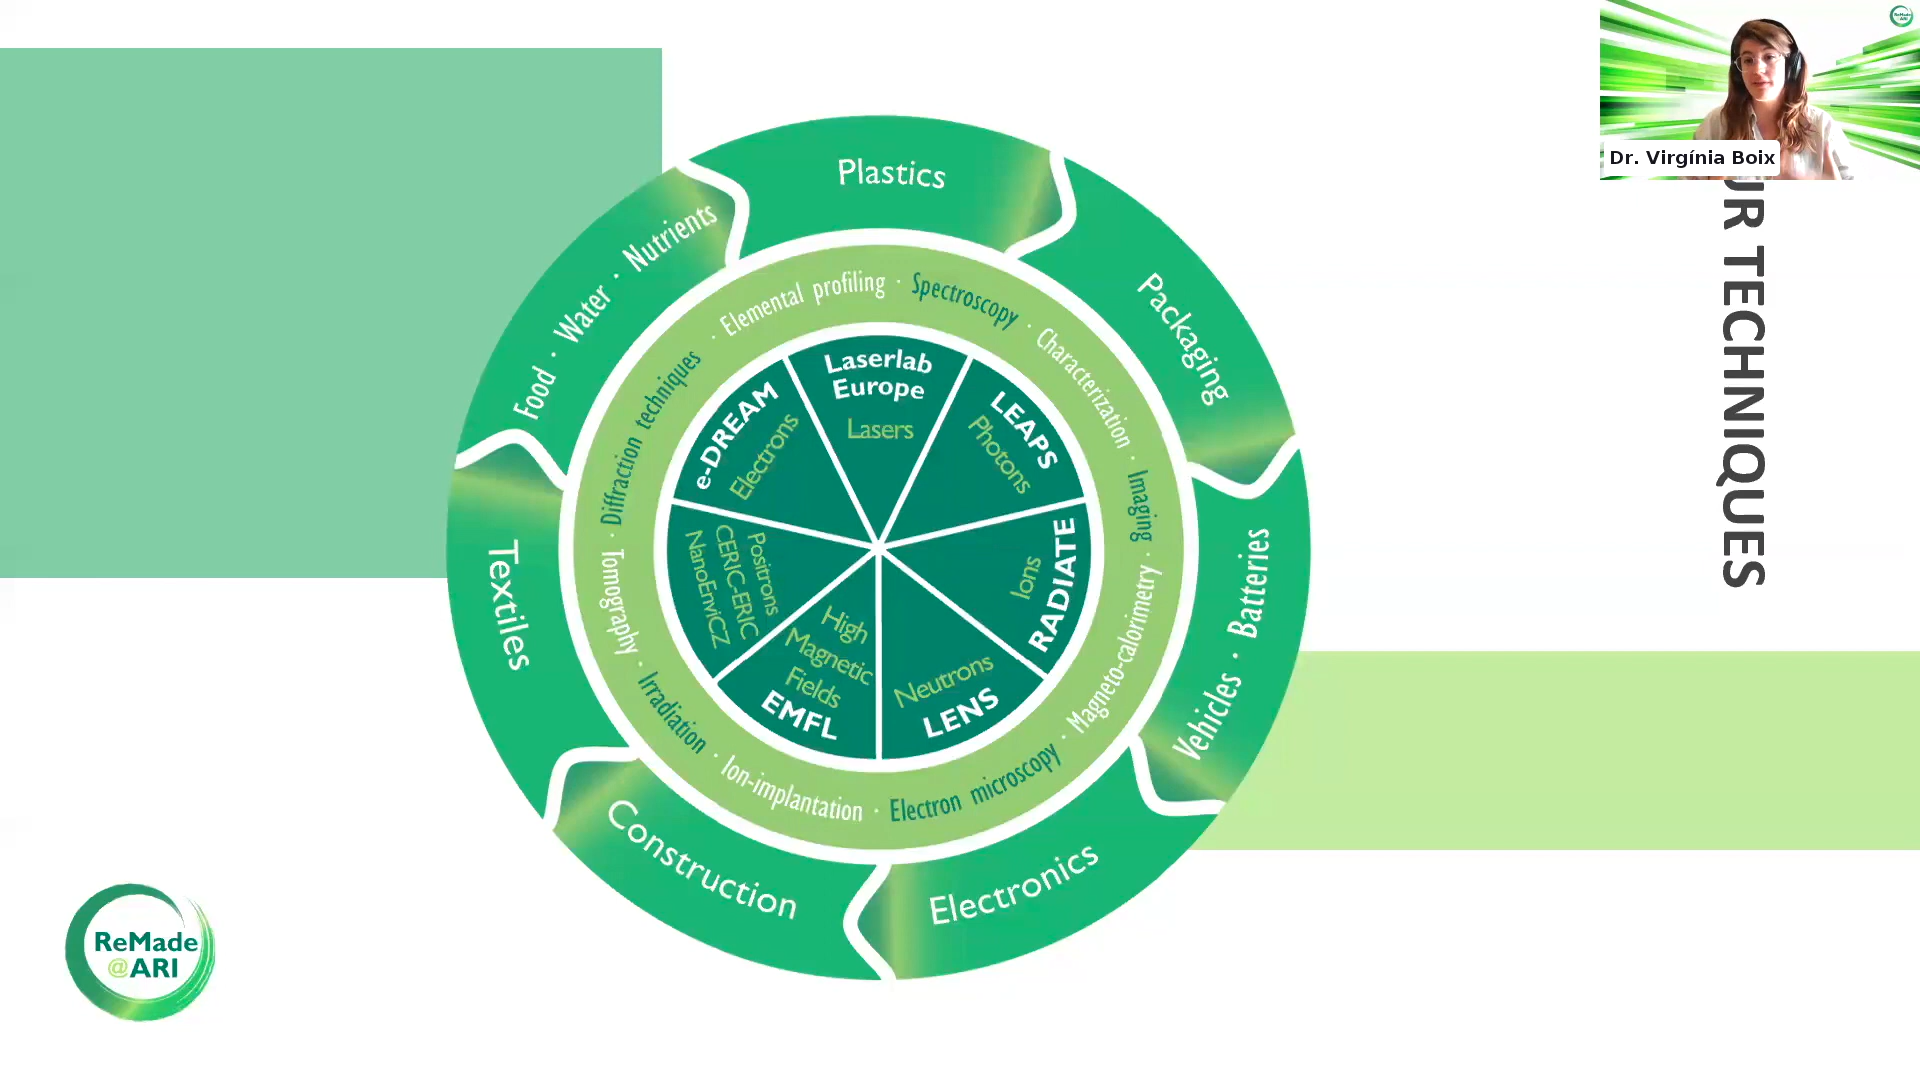 Dr. Virgínia Boix
UR TECHNIQUES
Plastics
Packaging
Vehicles · Batteries
Electronics
Construction
Textiles
Food · Water · Nutrients
Elemental profiling · Spectroscopy · Characterization · Imaging · Magneto-calorimetry · Electron microscopy · Ion-implantation · Irradiation · Tomography · Diffraction techniques ·
Laserlab
Europe
Lasers
LEAPS
Photons
RADIATE
Ions
Neutrons
LENS
High
Magnetic
Fields
EMFL
Positrons
CERIC-ERIC
NanoEnviCZ
e-DREAM
Electrons
ReMade
@ARI